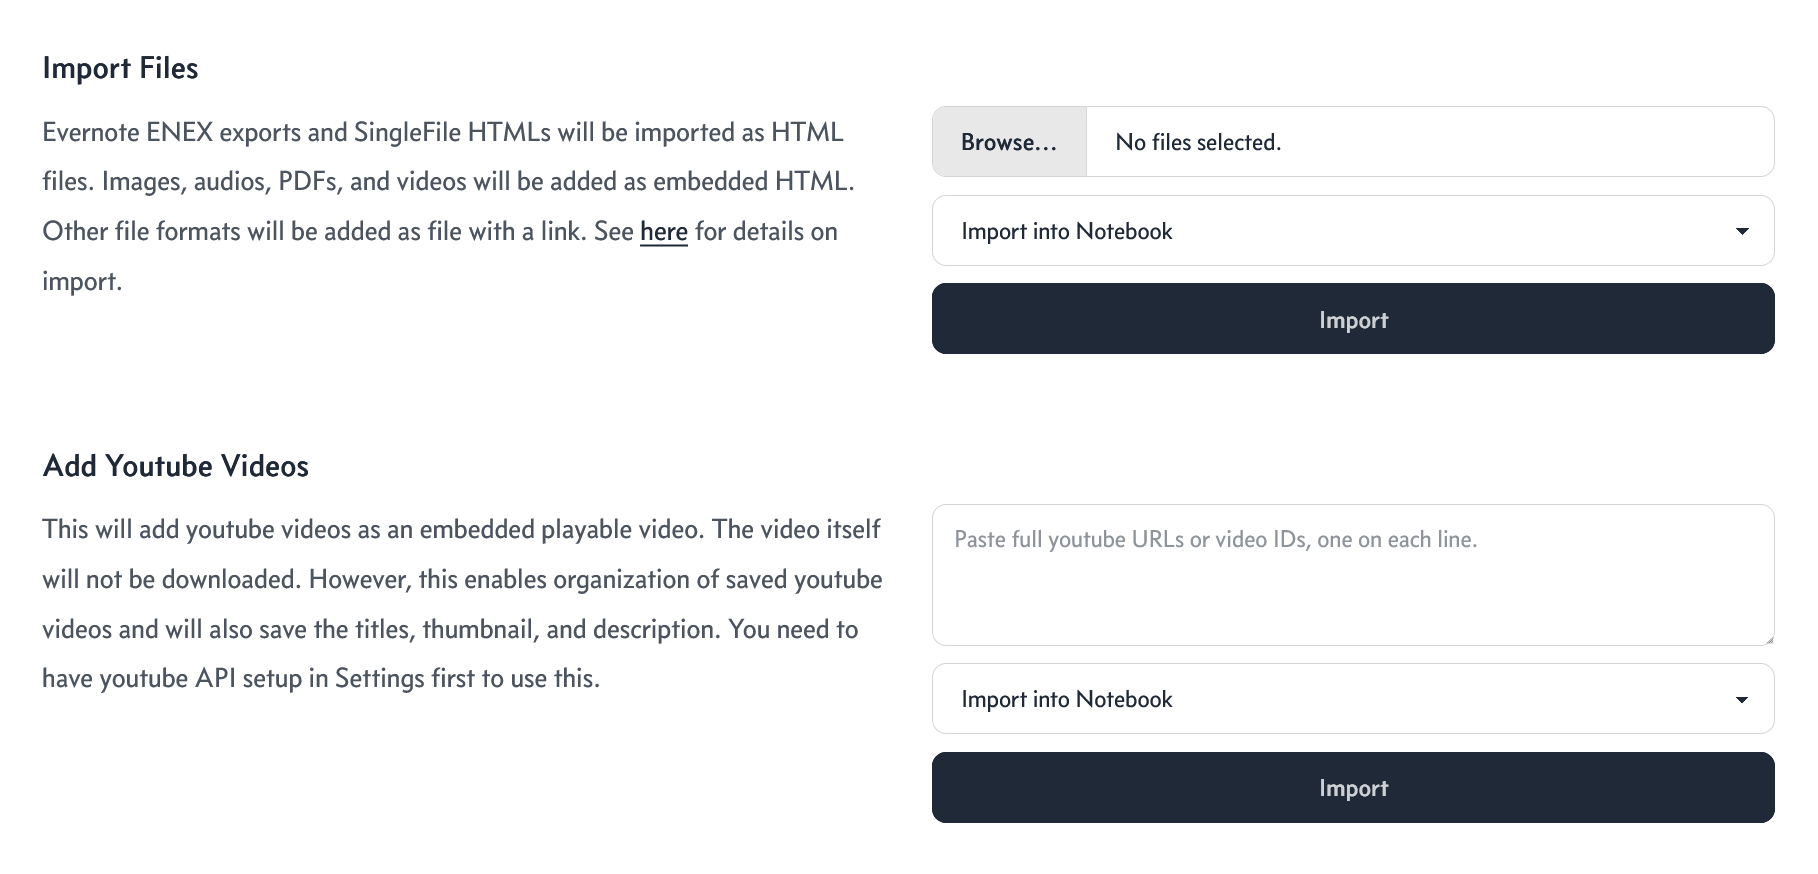 Import Files
Evernote ENEX exports and SingleFile HTMLs will be imported as HTML
files. Images, audios, PDFs, and videos will be added as embedded HTML.
Other file formats will be added as file with a link. See here for details on
import.
Browse...
No files selected.
Import into Notebook
Import
Add Youtube Videos
This will add youtube videos as an embedded playable video. The video itself
will not be downloaded. However, this enables organization of saved youtube
videos and will also save the titles, thumbnail, and description. You need to
have youtube API setup in Settings first to use this.
Paste full youtube URLs or video IDs, one on each line.
Import into Notebook
Import